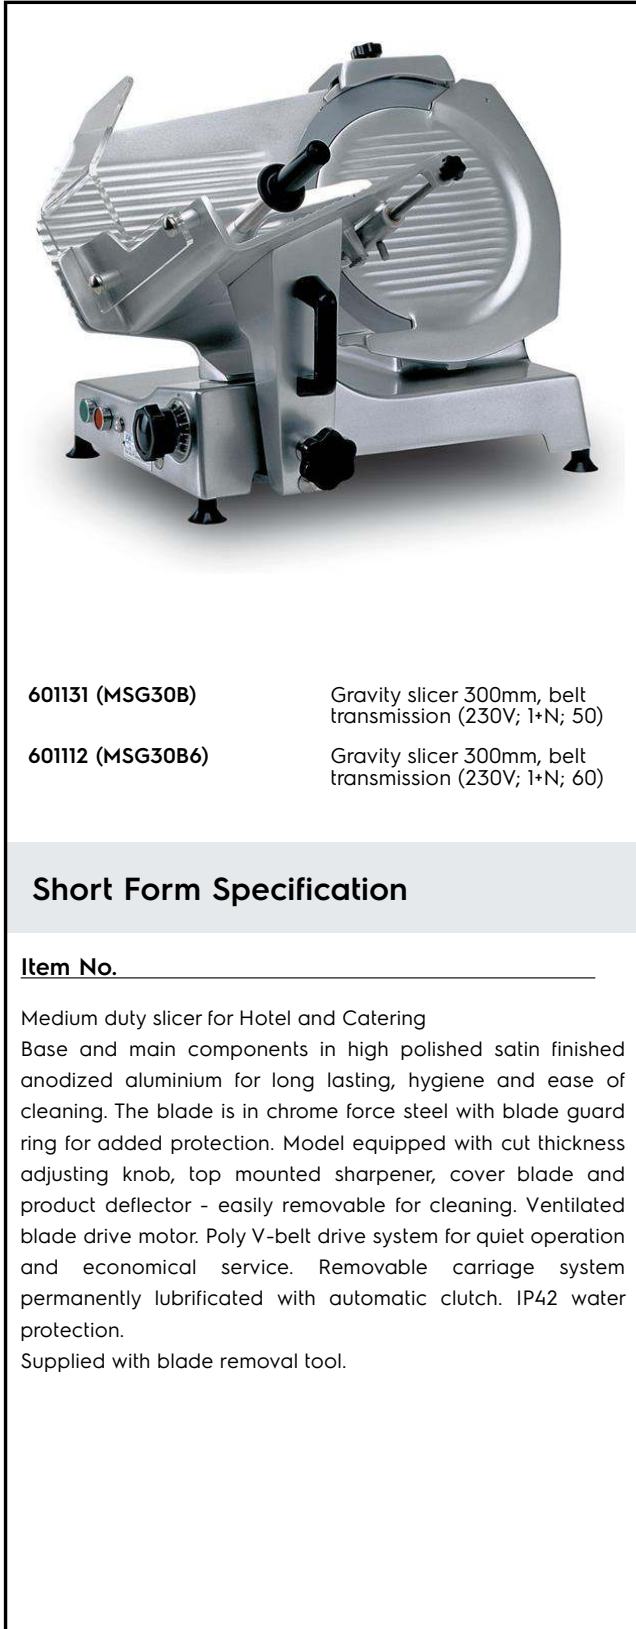 601131 (MSG30B)
Gravity slicer 300mm, belt
transmission (230V; 1+N; 50)
601112 (MSG30B6)
Gravity slicer 300mm, belt
transmission (230V; 1+N; 60)
Short Form Specification
Item No.
Medium duty slicer for Hotel and Catering
Base and main components in high polished satin finished
anodized aluminium for long lasting, hygiene and ease of
cleaning. The blade is in chrome force steel with blade guard
ring for added protection. Model equipped with cut thickness
adjusting knob, top mounted sharpener, cover blade and
product deflector - easily removable for cleaning. Ventilated
blade drive motor. Poly V-belt drive system for quiet operation
and economical service. Removable carriage system
permanently lubrificated with automatic clutch. IP42 water
protection.
Supplied with blade removal tool.